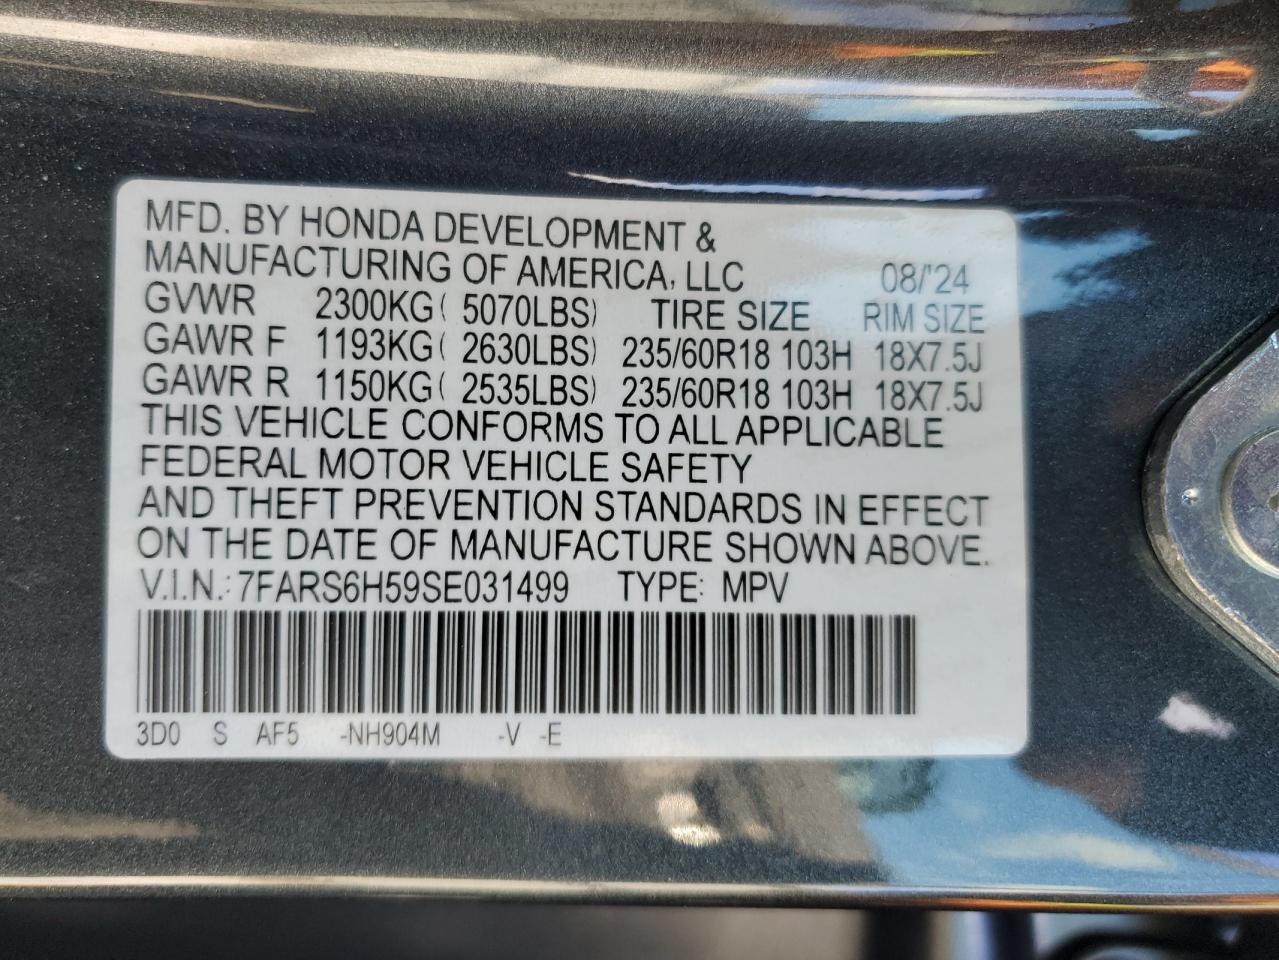 MFD. BY HONDA DEVELOPMENT &
MANUFACTURING OF AMERICA, LLC 08/'24
GVWR 2300KG( 5070LBS) TIRE SIZE RIM SIZE
GAWR F 1193KG( 2630LBS) 235/60R18 103H 18X7.5J
GAWR R 1150KG( 2535LBS) 235/60R18 103H 18X7.5J
THIS VEHICLE CONFORMS TO ALL APPLICABLE
FEDERAL MOTOR VEHICLE SAFETY
AND THEFT PREVENTION STANDARDS IN EFFECT
ON THE DATE OF MANUFACTURE SHOWN ABOVE.
V.I.N.: 7FARS6H59SE031499 TYPE: MPV
3D0 S AF5 -NH904M -V -E